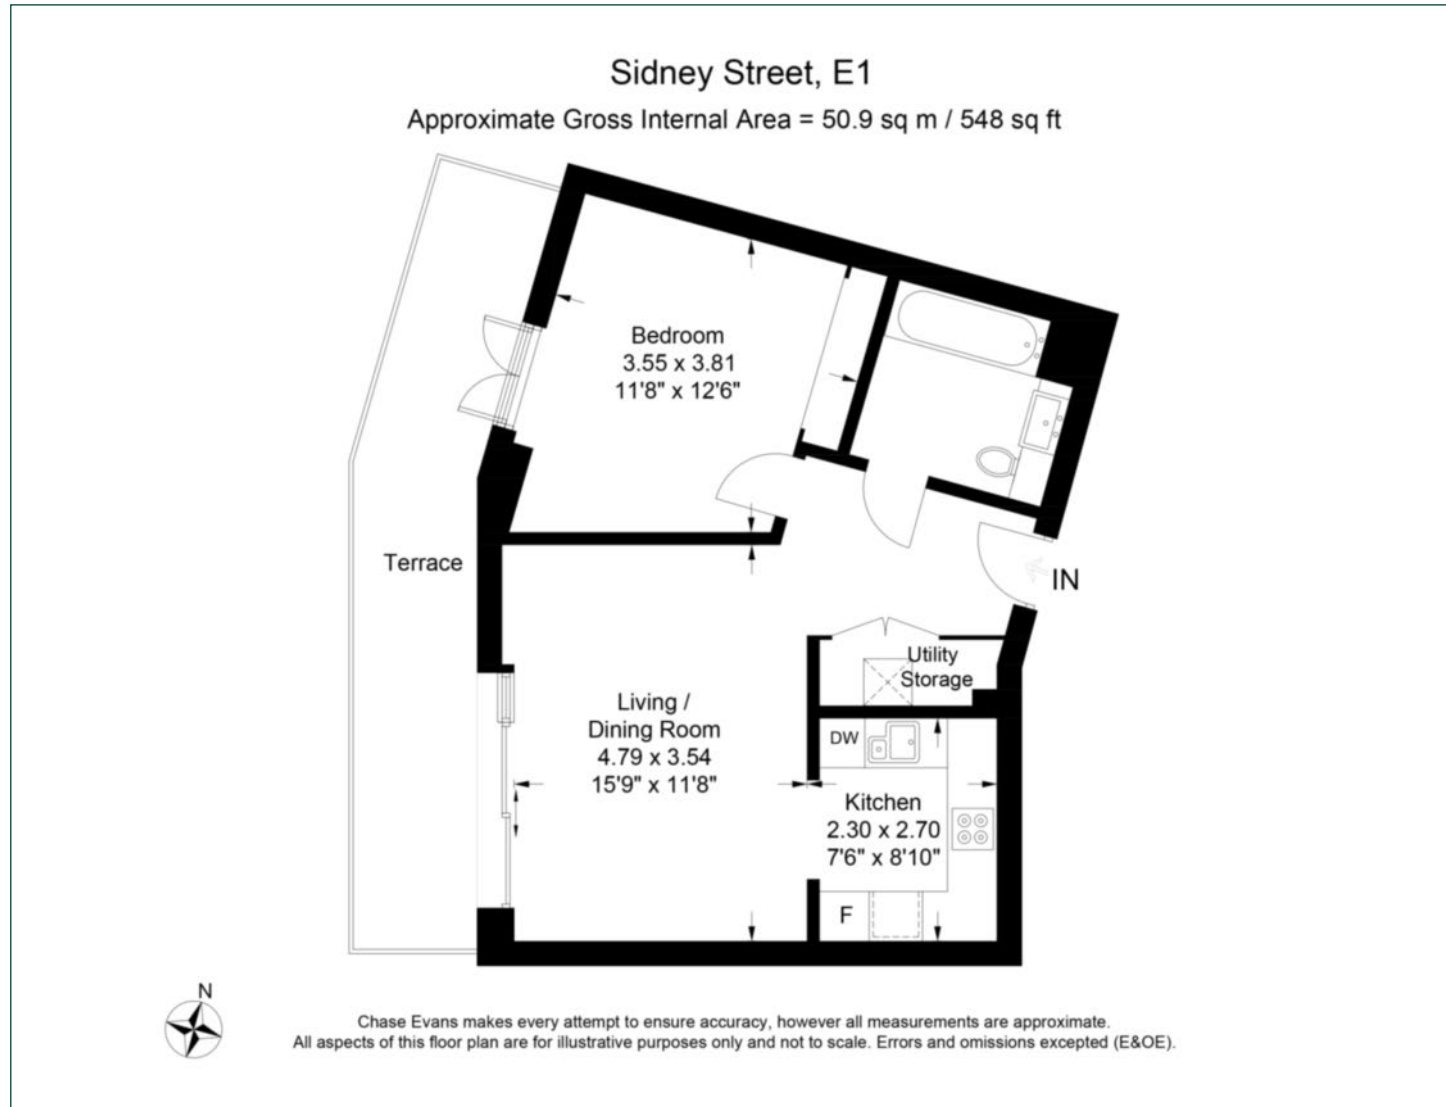 Sidney Street, E1
Approximate Gross Internal Area = 50.9 sq m / 548 sq ft
Bedroom
3.55 x 3.81
11'8" x 12'6"
Terrace
IN
Utility
Storage
Living /
Dining Room
4.79 x 3.54
15'9" x 11'8"
DW
Kitchen
2.30 x 2.70
7'6" x 8'10"
F
N
Chase Evans makes every attempt to ensure accuracy, however all measurements are approximate.
All aspects of this floor plan are for illustrative purposes only and not to scale. Errors and omissions excepted (E&OE).